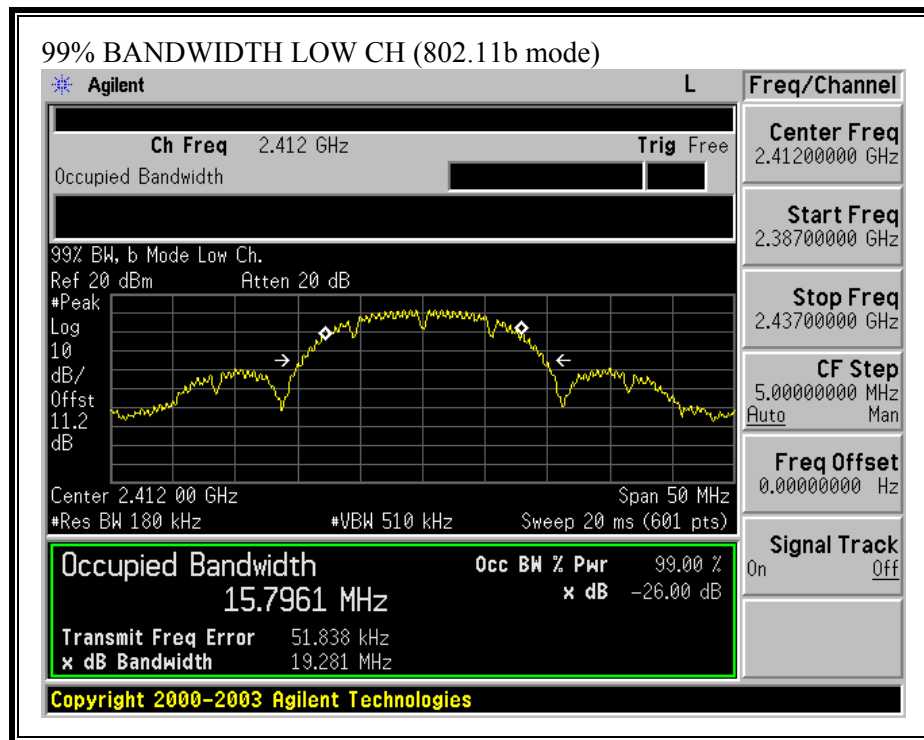 99% BANDWIDTH LOW CH (802.11b mode)
Agilent L Freq/Channel
Ch Freq 2.412 GHz Trig Free
Occupied Bandwidth
Center Freq
2.41200000 GHz
Start Freq
2.38700000 GHz
99% BW, b Mode Low Ch.
Ref 20 dBm Atten 20 dB
#Peak
Log
10
dB/
Offst
11.2
dB
Stop Freq
2.43700000 GHz
CF Step
5.00000000 MHz
Auto Man
Freq Offset
0.00000000 Hz
Center 2.412 00 GHz Span 50 MHz
#Res BW 180 kHz #VBW 510 kHz Sweep 20 ms (601 pts)
Signal Track
On Off
Occupied Bandwidth
15.7961 MHz
Occ BW % Pwr 99.00 %
x dB -26.00 dB
Transmit Freq Error 51.838 kHz
x dB Bandwidth 19.281 MHz
Copyright 2000-2003 Agilent Technologies